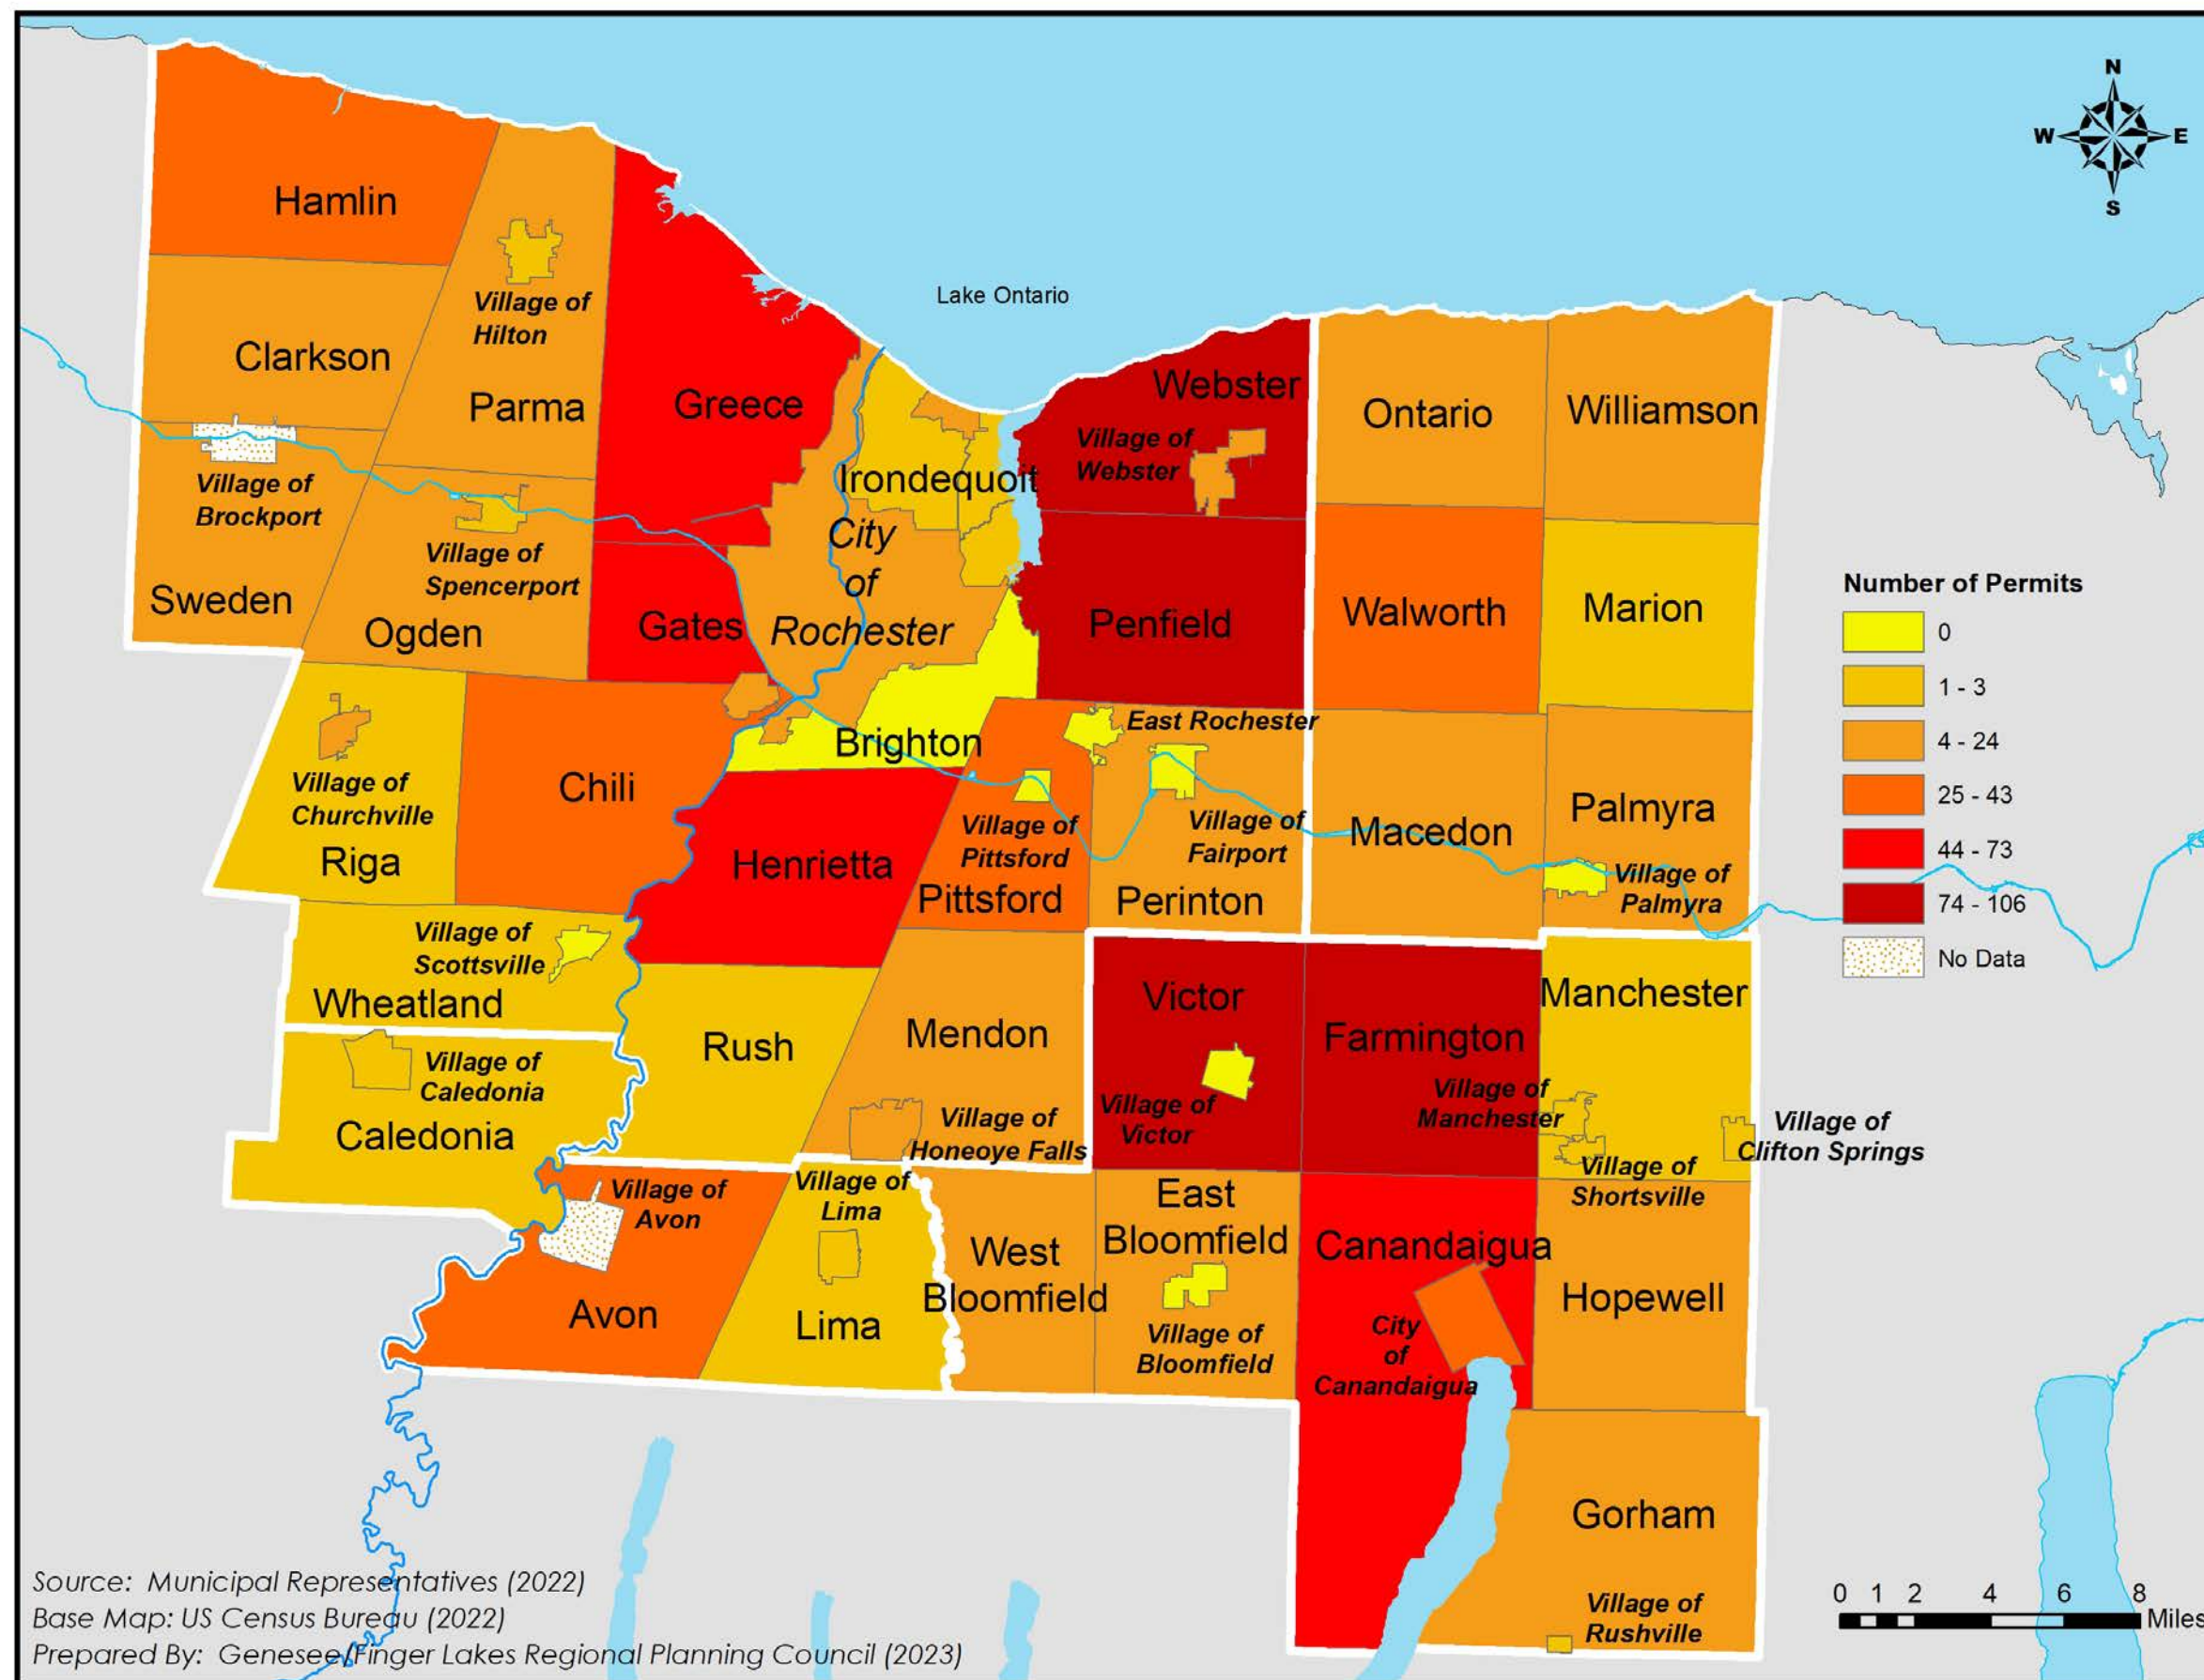 N
W
E
S
Lake Ontario
Hamlin
Village of
Hilton
Clarkson
Parma
Greece
Webster
Village of
Webster
Ontario
Williamson
Irondequoit
Village of
Brockport
City
of
Rochester
Village of
Spencerport
Sweden
Ogden
Gates
Penfield
Walworth
Marion
Number of Permits
0
1 - 3
4 - 24
25 - 43
44 - 73
74 - 106
No Data
East Rochester
Brighton
Village of
Churchville
Riga
Chili
Henrietta
Village of
Pittsford
Pittsford
Village of
Fairport
Perinton
Macedon
Palmyra
Village of
Palmyra
Village of
Scottsville
Wheatland
Rush
Mendon
Victor
Farmington
Manchester
Village of
Caledonia
Caledonia
Village of
Honeoye Falls
Village of
Victor
Village of
Manchester
Village of
Clifton Springs
Village of
Shortsville
Village of
Avon
Avon
Village of
Lima
Lima
West
Bloomfield
East
Bloomfield
Village of
Bloomfield
Canandaigua
City
of
Canandaigua
Hopewell
Gorham
Village of
Rushville
Source: Municipal Representatives (2022)
Base Map: US Census Bureau (2022)
Prepared By: Genesee/Finger Lakes Regional Planning Council (2023)
0 1 2 4 6 8
Miles